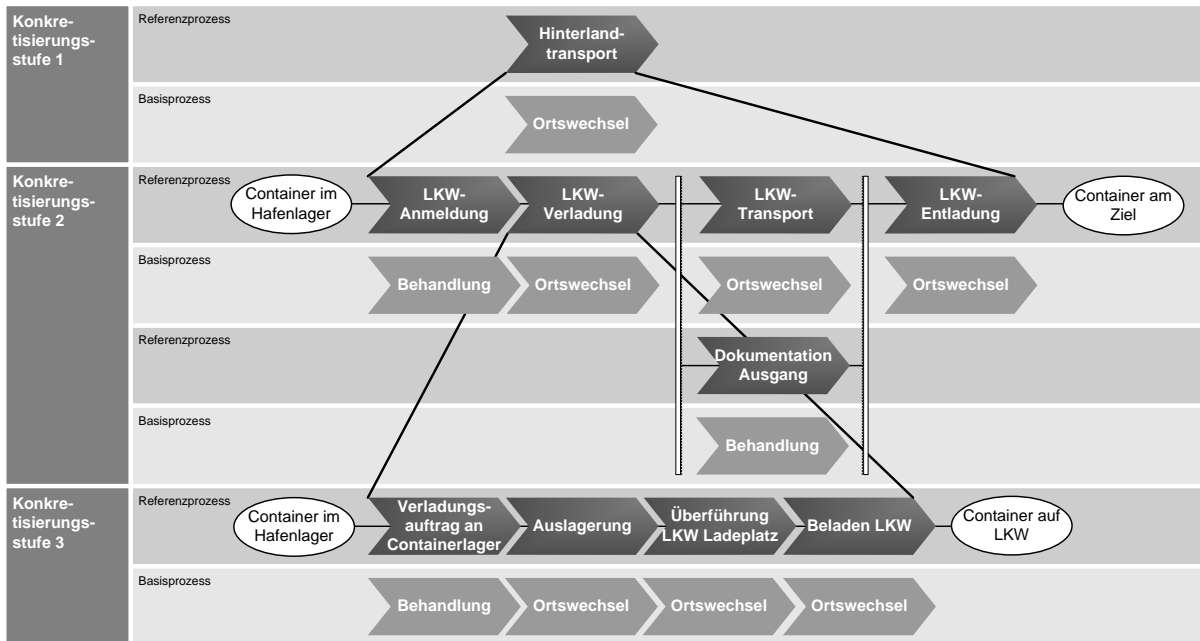 Konkre-
tisierungs-
stufe 1
Referenzprozess
Hinterland-
transport
Basisprozess
Ortswechsel
Konkre-
tisierungs-
stufe 2
Referenzprozess
Container im
Hafenlager
LKW-
Anmeldung
LKW-
Verladung
LKW-
Transport
LKW-
Entladung
Container am
Ziel
Basisprozess
Behandlung
Ortswechsel
Ortswechsel
Ortswechsel
Referenzprozess
Dokumentation
Ausgang
Basisprozess
Behandlung
Konkre-
tisierungs-
stufe 3
Referenzprozess
Container im
Hafenlager
Verladungs-
auftrag an
Containerlager
Auslagerung
Überführung
LKW Ladeplatz
Beladen LKW
Container auf
LKW
Basisprozess
Behandlung
Ortswechsel
Ortswechsel
Ortswechsel